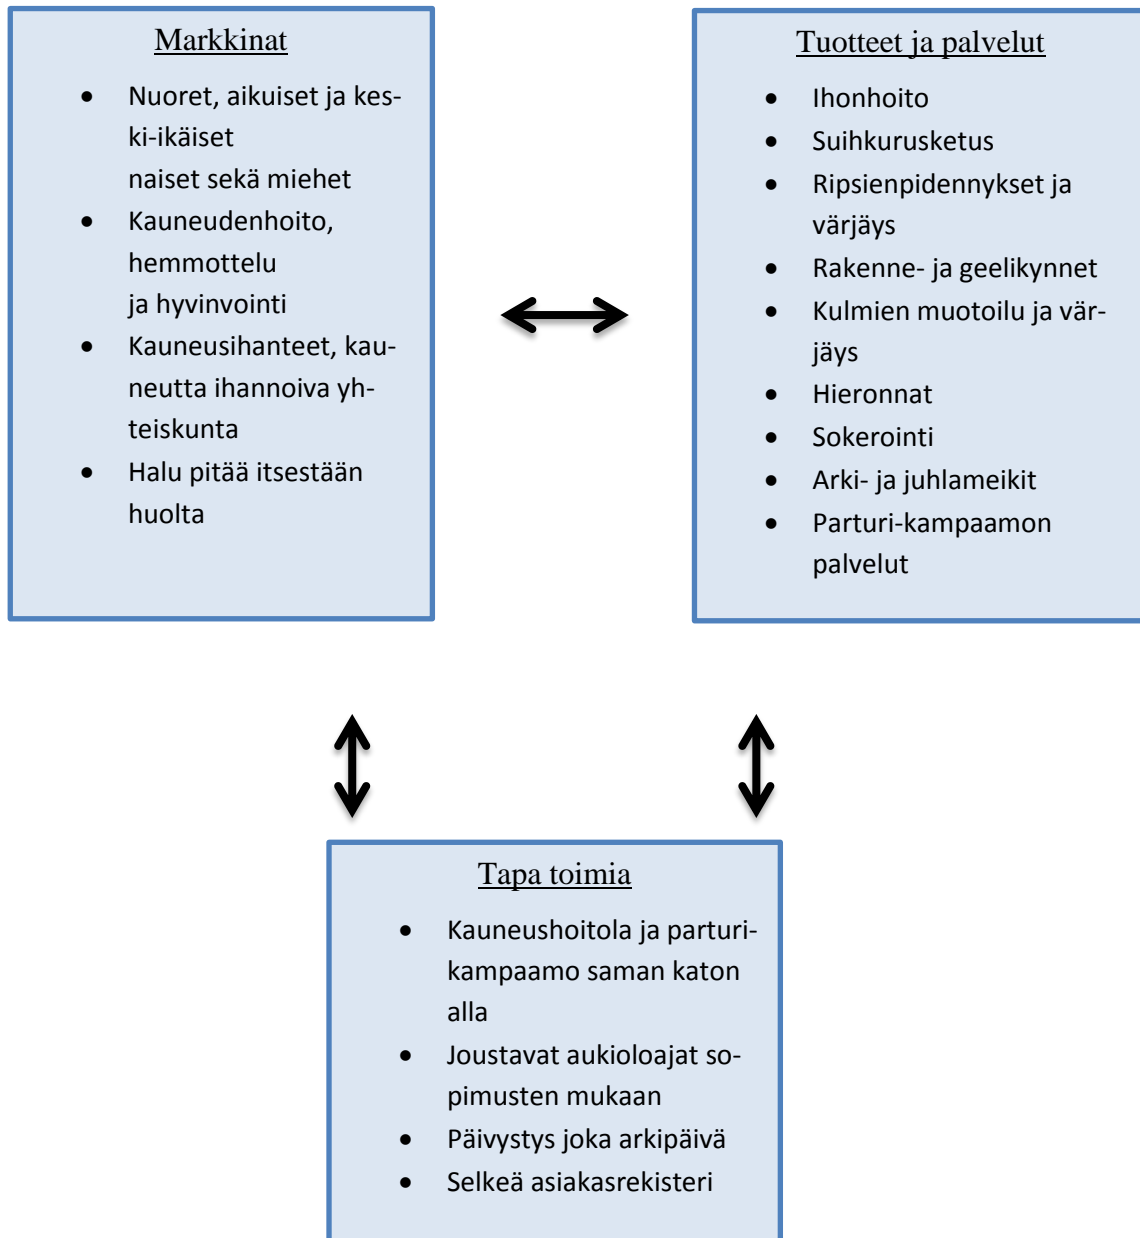 Markkinat
• Nuoret, aikuiset ja kes-
ki-ikäiset
naiset sekä miehet
• Kauneudenhoito,
hemmottelu
ja hyvinvointi
• Kauneusihanteet, kau-
neutta ihannoiva yh-
teiskunta
• Halu pitää itsestään
huolta
Tuotteet ja palvelut
• Ihonhoito
• Suihkurusketus
• Ripsienpidennykset ja
värjäys
• Rakenne- ja geelikynnet
• Kulmien muotoilu ja vär-
jäys
• Hieronnat
• Sokerointi
• Arki- ja juhlameikit
• Parturi-kampaamon
palvelut
Tapa toimia
• Kauneushoitola ja parturi-
kampaamo saman katon
alla
• Joustavat aukioloajat so-
pimusten mukaan
• Päivystys joka arkipäivä
• Selkeä asiakasrekisteri